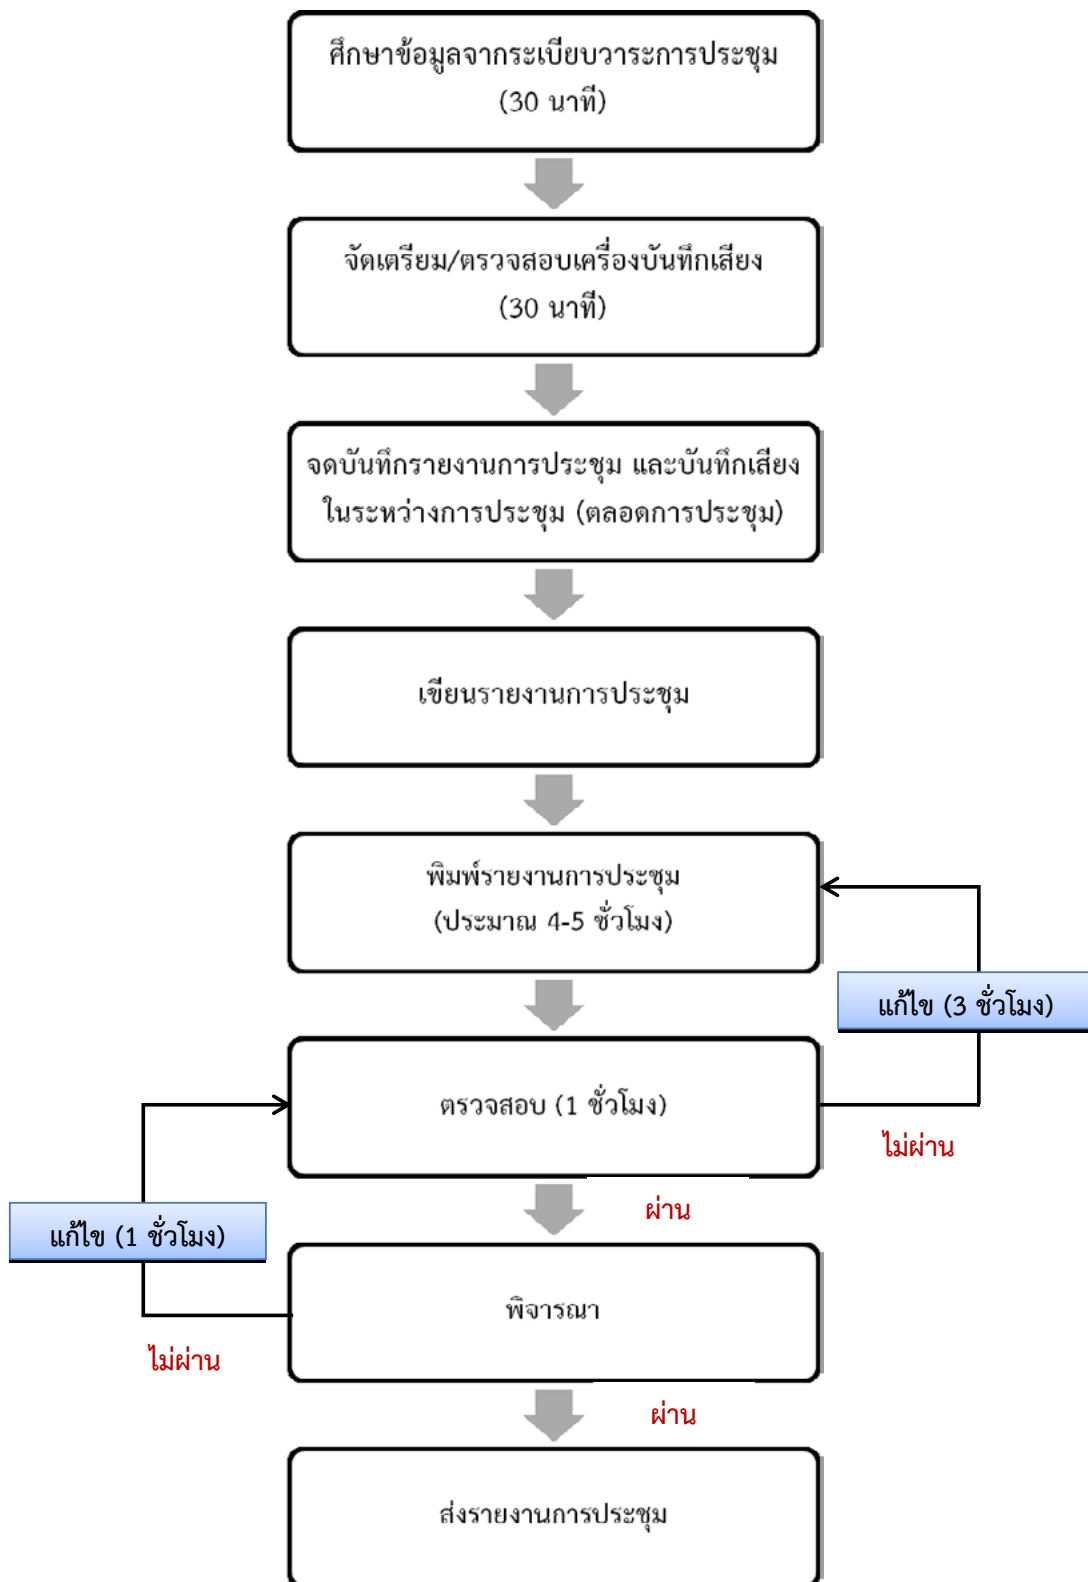 ศึกษาข้อมูลจากระเบียบวาระการประชุม
(30 นาที)
จัดเตรียม/ตรวจสอบเครื่องบันทึกเสียง
(30 นาที)
จดบันทึกรายงานการประชุม และบันทึกเสียง
ในระหว่างการประชุม (ตลอดการประชุม)
เขียนรายงานการประชุม
พิมพ์รายงานการประชุม
(ประมาณ 4-5 ชั่วโมง)
แก้ไข (3 ชั่วโมง)
ตรวจสอบ (1 ชั่วโมง)
ไม่ผ่าน
ผ่าน
แก้ไข (1 ชั่วโมง)
พิจารณา
ไม่ผ่าน
ผ่าน
ส่งรายงานการประชุม